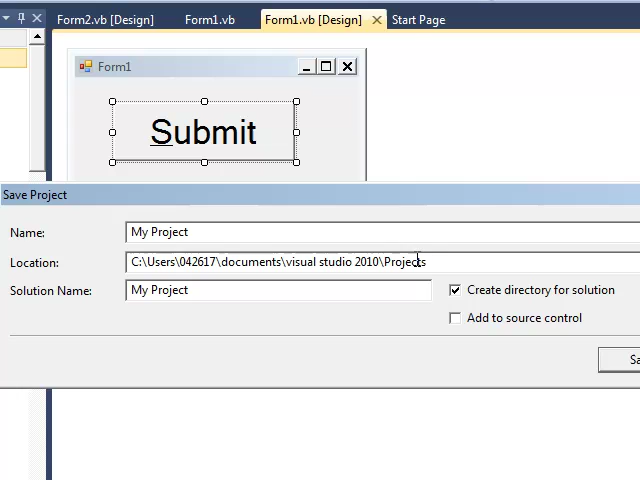 Form2.vb [Design] Form1.vb Form1.vb [Design] Start Page
Form1
Submit
Save Project
Name: My Project
Location: C:\Users\042617\documents\visual studio 2010\Projects
Solution Name: My Project
Create directory for solution
Add to source control
Sa